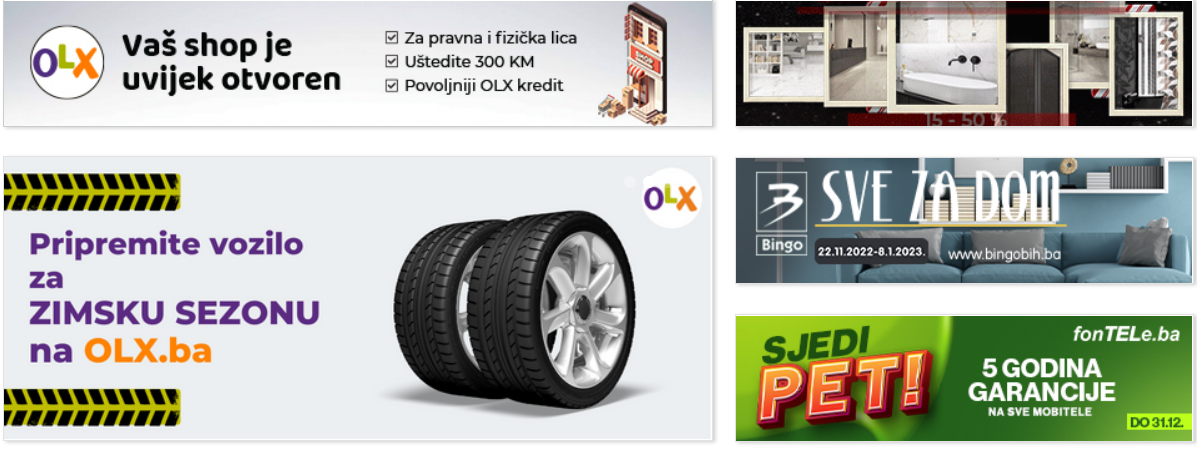 OLX
Vaš shop je
uvijek otvoren
Za pravna i fizička lica
Uštedite 300 KM
Povoljniji OLX kredit
SHOP
15 - 50 %
Pripremite vozilo
za
ZIMSKU SEZONU
na OLX.ba
OLX
Bingo
SVE ZA DOM
22.11.2022-8.1.2023.
www.bingobih.ba
SJEDI
PET!
fonTELe.ba
5 GODINA
GARANCIJE
NA SVE MOBITELE
DO 31.12.